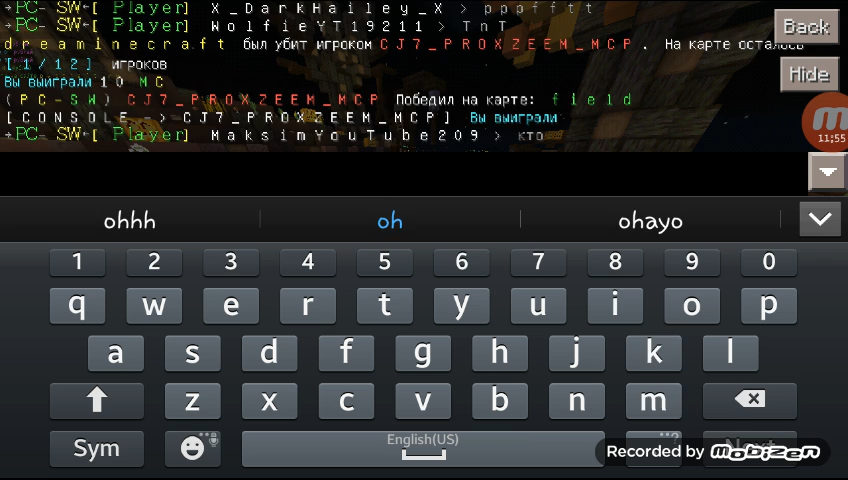 →PC- SW←[ Player] X_DarkHailey_X > pppfftt
→PC- SW←[ Player] WolfieYT19211 > TnT
dreaminecraft был убит игроком CJ7_PROXZEEM_MCP. На карте осталось
[1/12] игроков
Вы выиграли 10 MC
(PC-SW) CJ7_PROXZEEM_MCP Победил на карте: field
[CONSOLE -> CJ7_PROXZEEM_MCP] Вы выиграли
→PC- SW←[ Player] MaksimYouTube209 > кто
Back
Hide
11:55
ohhh oh ohayo
1 2 3 4 5 6 7 8 9 0
q w e r t y u i o p
a s d f g h j k l
z x c v b n m
Sym English(US) Next
Recorded by mobizen